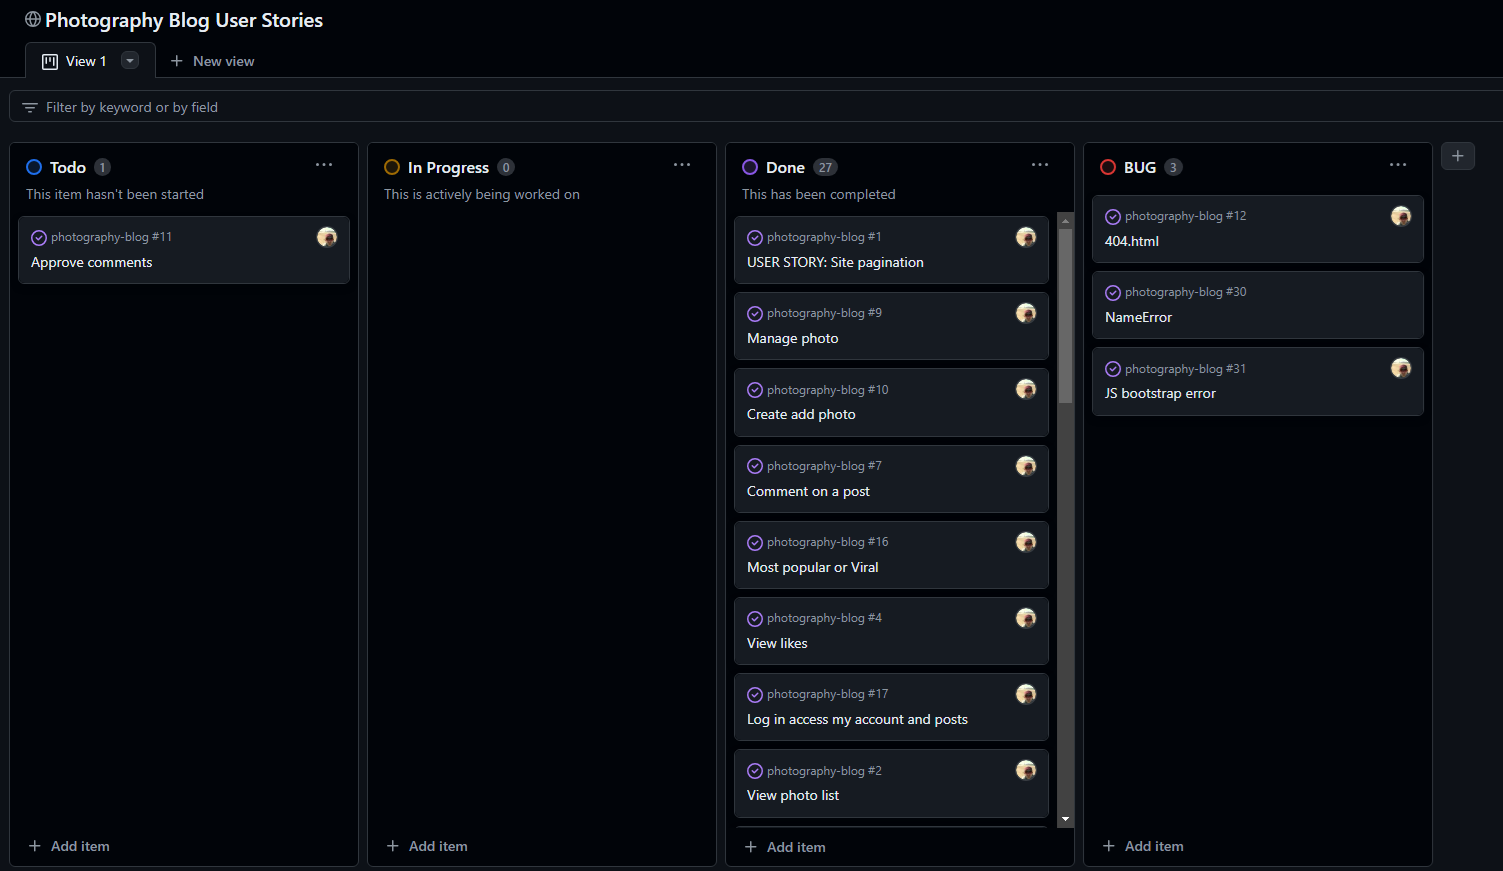 Photography Blog User Stories
View 1
New view
Filter by keyword or by field
Todo 1
This item hasn't been started
photography-blog #11
Approve comments
Add item
In Progress 0
This is actively being worked on
Add item
Done 27
This has been completed
photography-blog #1
USER STORY: Site pagination
photography-blog #9
Manage photo
photography-blog #10
Create add photo
photography-blog #7
Comment on a post
photography-blog #16
Most popular or Viral
photography-blog #4
View likes
photography-blog #17
Log in access my account and posts
photography-blog #2
View photo list
Add item
BUG 3
photography-blog #12
404.html
photography-blog #30
NameError
photography-blog #31
JS bootstrap error
Add item